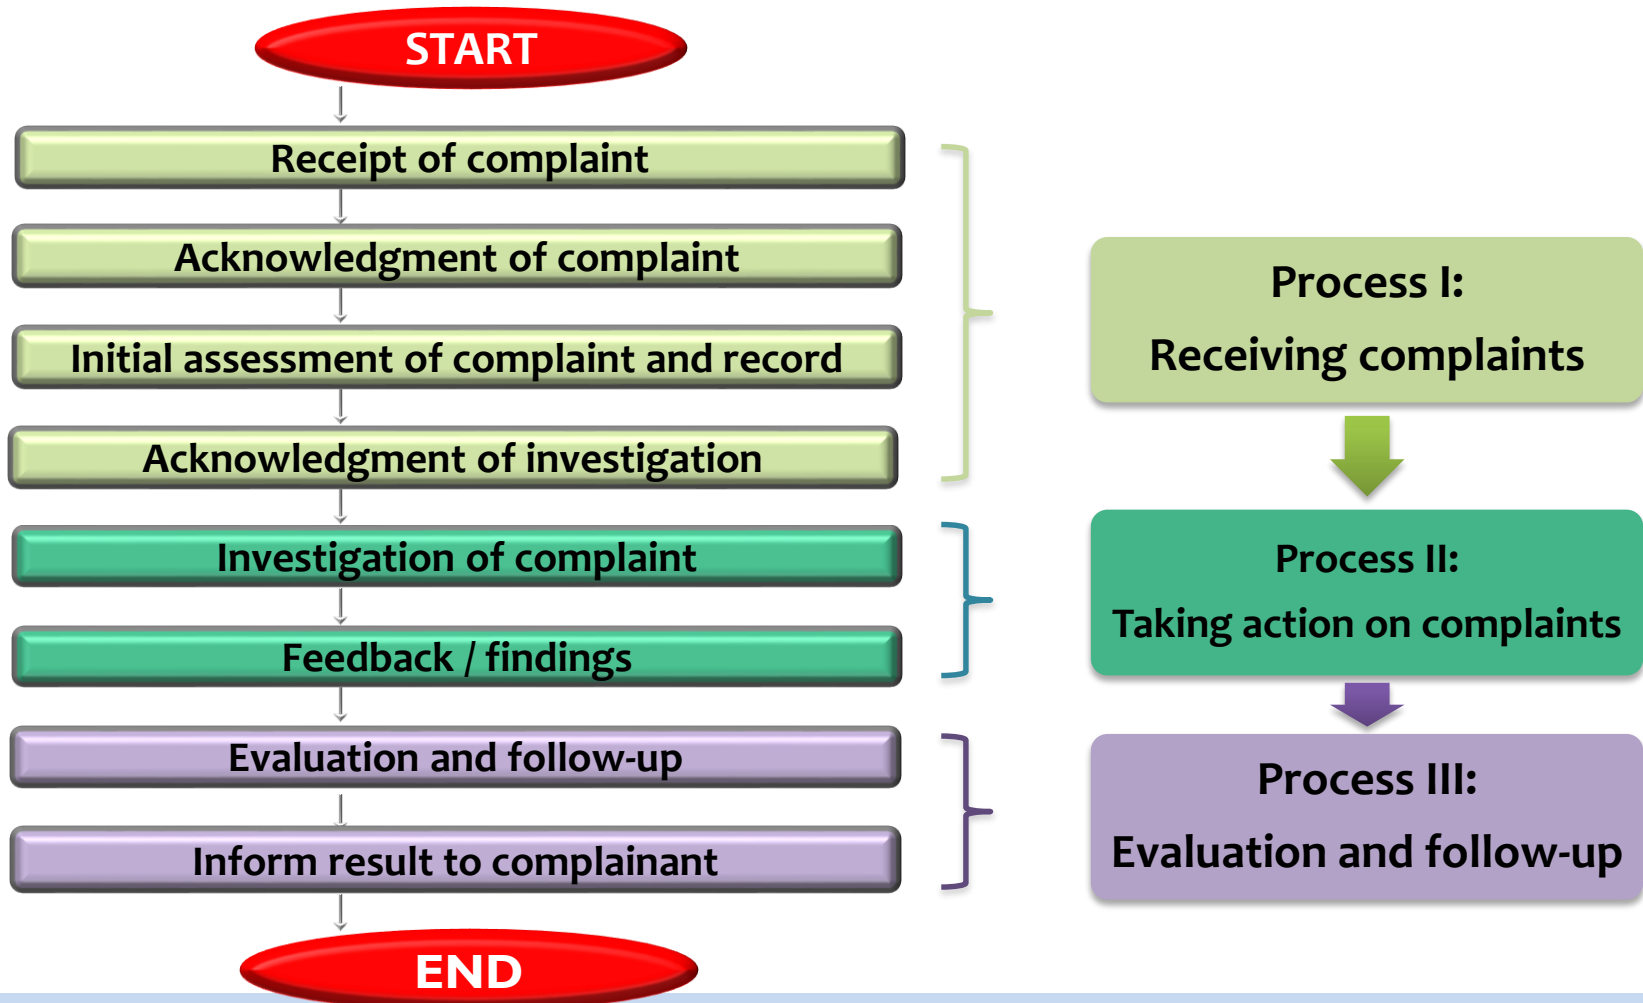 START
Receipt of complaint
Acknowledgment of complaint
Initial assessment of complaint and record
Acknowledgment of investigation
Investigation of complaint
Feedback / findings
Evaluation and follow-up
Inform result to complainant
END
Process I:
Receiving complaints
Process II:
Taking action on complaints
Process III:
Evaluation and follow-up